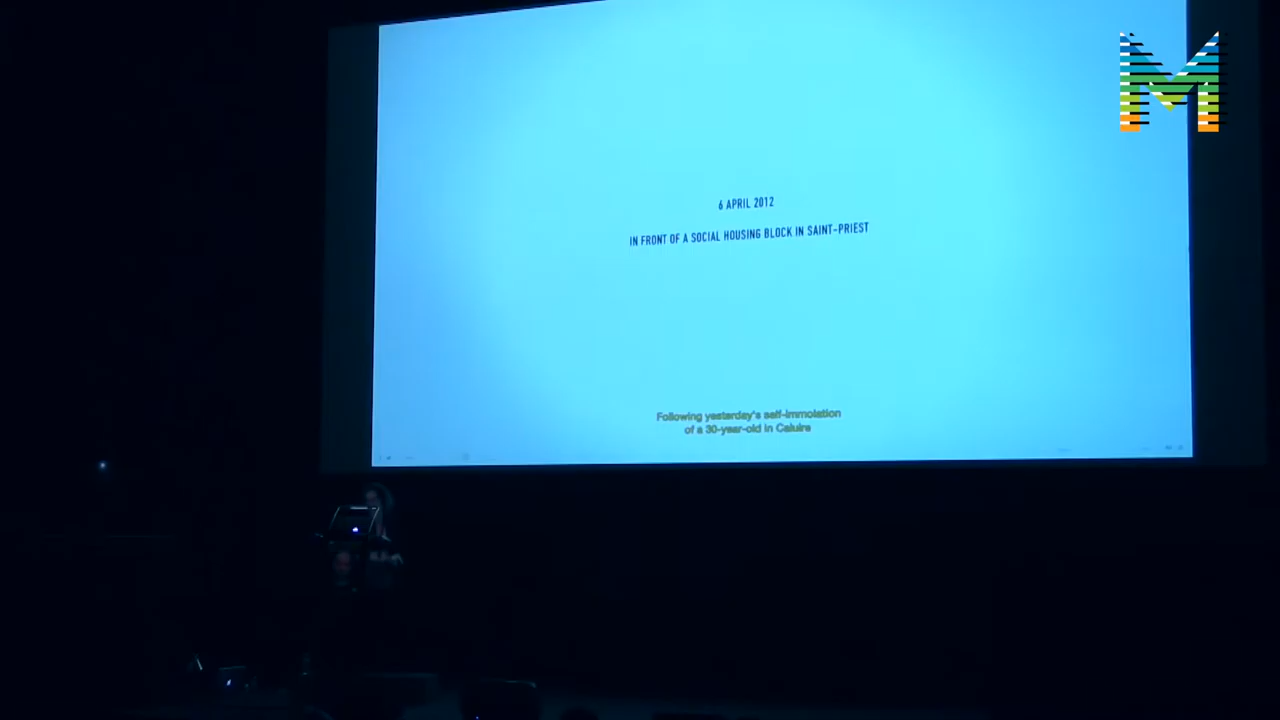 6 APRIL 2012
IN FRONT OF A SOCIAL HOUSING BLOCK IN SAINT-PRIEST
Following yesterday's self-immolation
of a 30-year-old in Caluire
M